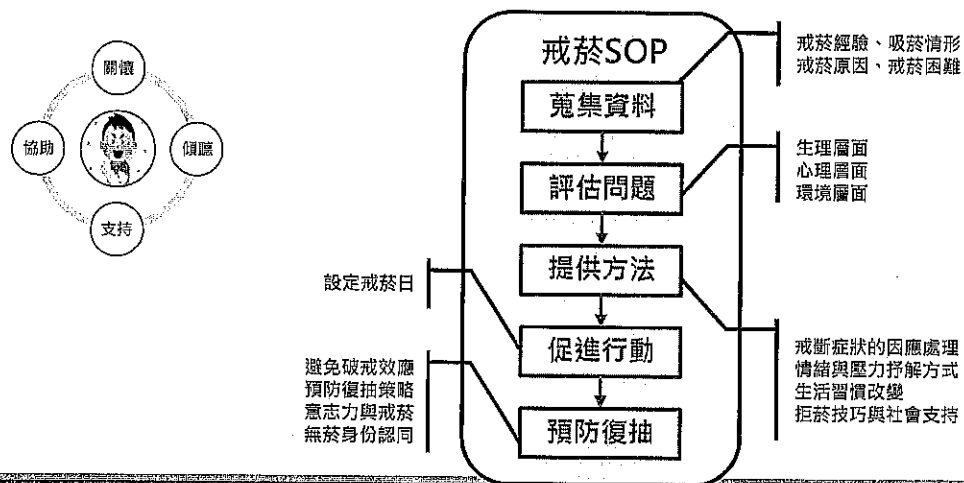 關懷
協助
傾聽
支持
戒菸SOP
蒐集資料
戒菸經驗、吸菸情形
戒菸原因、戒菸困難
評估問題
生理層面
心理層面
環境層面
提供方法
戒斷症狀的因應處理
情緒與壓力抒解方式
生活習慣改變
拒菸技巧與社會支持
設定戒菸日
促進行動
避免破戒效應
預防復抽策略
意志力與戒菸
無菸身份認同
預防復抽